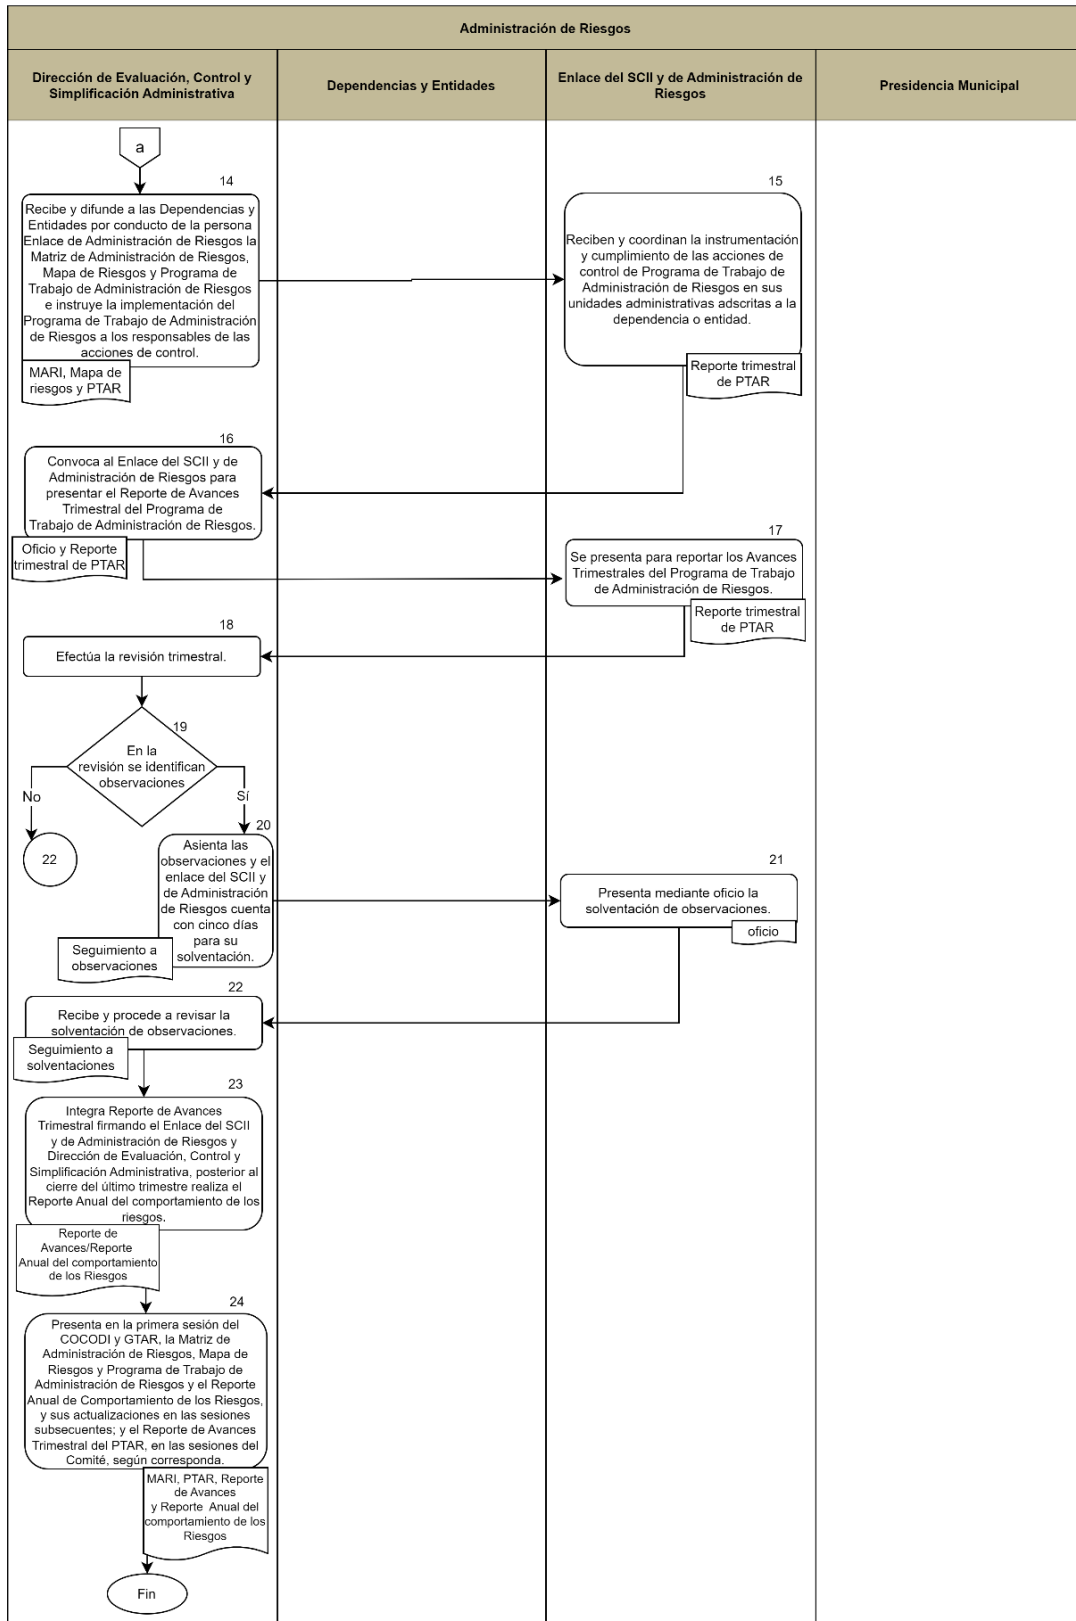 Administración de Riesgos
Dirección de Evaluación, Control y
Simplificación Administrativa
Dependencias y Entidades
Enlace del SCII y de Administración de
Riesgos
Presidencia Municipal
a
14
Recibe y difunde a las Dependencias y
Entidades por conducto de la persona
Enlace de Administración de Riesgos la
Matriz de Administración de Riesgos,
Mapa de Riesgos y Programa de
Trabajo de Administración de Riesgos
e instruye la implementación del
Programa de Trabajo de Administración
de Riesgos a los responsables de las
acciones de control.
MARI, Mapa de
riesgos y PTAR
15
Reciben y coordinan la instrumentación
y cumplimiento de las acciones de
control de Programa de Trabajo de
Administración de Riesgos en sus
unidades administrativas adscritas a la
dependencia o entidad.
Reporte trimestral
de PTAR
16
Convoca al Enlace del SCII y de
Administración de Riesgos para
presentar el Reporte de Avances
Trimestral del Programa de
Trabajo de Administración de Riesgos.
Oficio y Reporte
trimestral de PTAR
17
Se presenta para reportar los Avances
Trimestrales del Programa de Trabajo
de Administración de Riesgos.
Reporte trimestral
de PTAR
18
Efectúa la revisión trimestral.
19
En la
revisión se identifican
observaciones
No
Sí
22
20
Asienta las
observaciones y el
enlace del SCII y
de Administración
de Riesgos cuenta
con cinco días
para su
solventación.
Seguimiento a
observaciones
21
Presenta mediante oficio la
solventación de observaciones.
oficio
22
Recibe y procede a revisar la
solventación de observaciones.
Seguimiento a
solventaciones
23
Integra Reporte de Avances
Trimestral firmando el Enlace del SCII
y de Administración de Riesgos y
Dirección de Evaluación, Control y
Simplificación Administrativa, posterior al
cierre del último trimestre realiza el
Reporte Anual del comportamiento de los
riesgos.
Reporte de
Avances/Reporte
Anual del comportamiento
de los Riesgos
24
Presenta en la primera sesión del
COCODI y GTAR, la Matriz de
Administración de Riesgos, Mapa de
Riesgos y Programa de Trabajo de
Administración de Riesgos y el Reporte
Anual de Comportamiento de los Riesgos,
y sus actualizaciones en las sesiones
subsecuentes; y el Reporte de Avances
Trimestral del PTAR, en las sesiones del
Comité, según corresponda.
MARI, PTAR, Reporte
de Avances
y Reporte Anual del
comportamiento de los
Riesgos
Fin